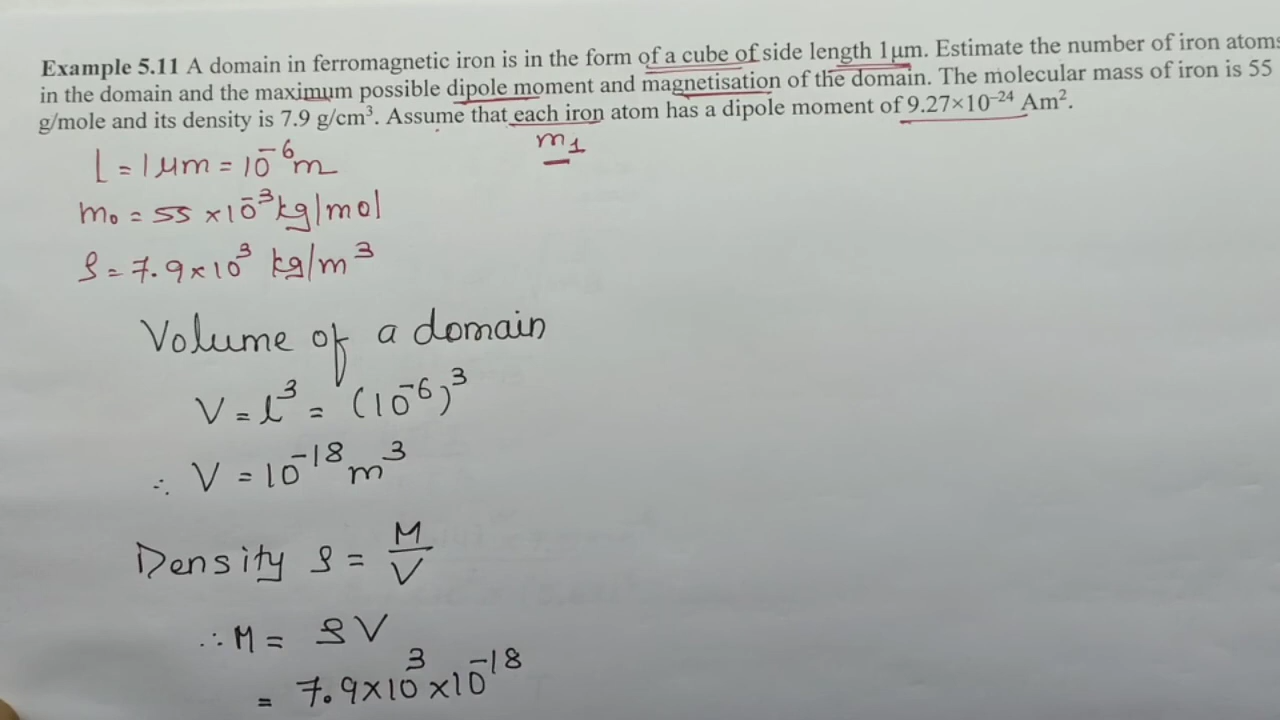 Example 5.11 A domain in ferromagnetic iron is in the form of a cube of side length 1μm. Estimate the number of iron atoms
in the domain and the maximum possible dipole moment and magnetisation of the domain. The molecular mass of iron is 55
g/mole and its density is 7.9 g/cm³. Assume that each iron atom has a dipole moment of 9.27×10⁻²⁴ Am².
m₁
l = 1 μm = 10⁻⁶ m
m₀ = 55 × 10⁻³ kg/mol
ρ = 7.9 × 10³ kg/m³
Volume of a domain
V = l³ = (10⁻⁶)³
∴ V = 10⁻¹⁸ m³
Density ρ = M/V
∴ M = ρV
= 7.9 × 10³ × 10⁻¹⁸